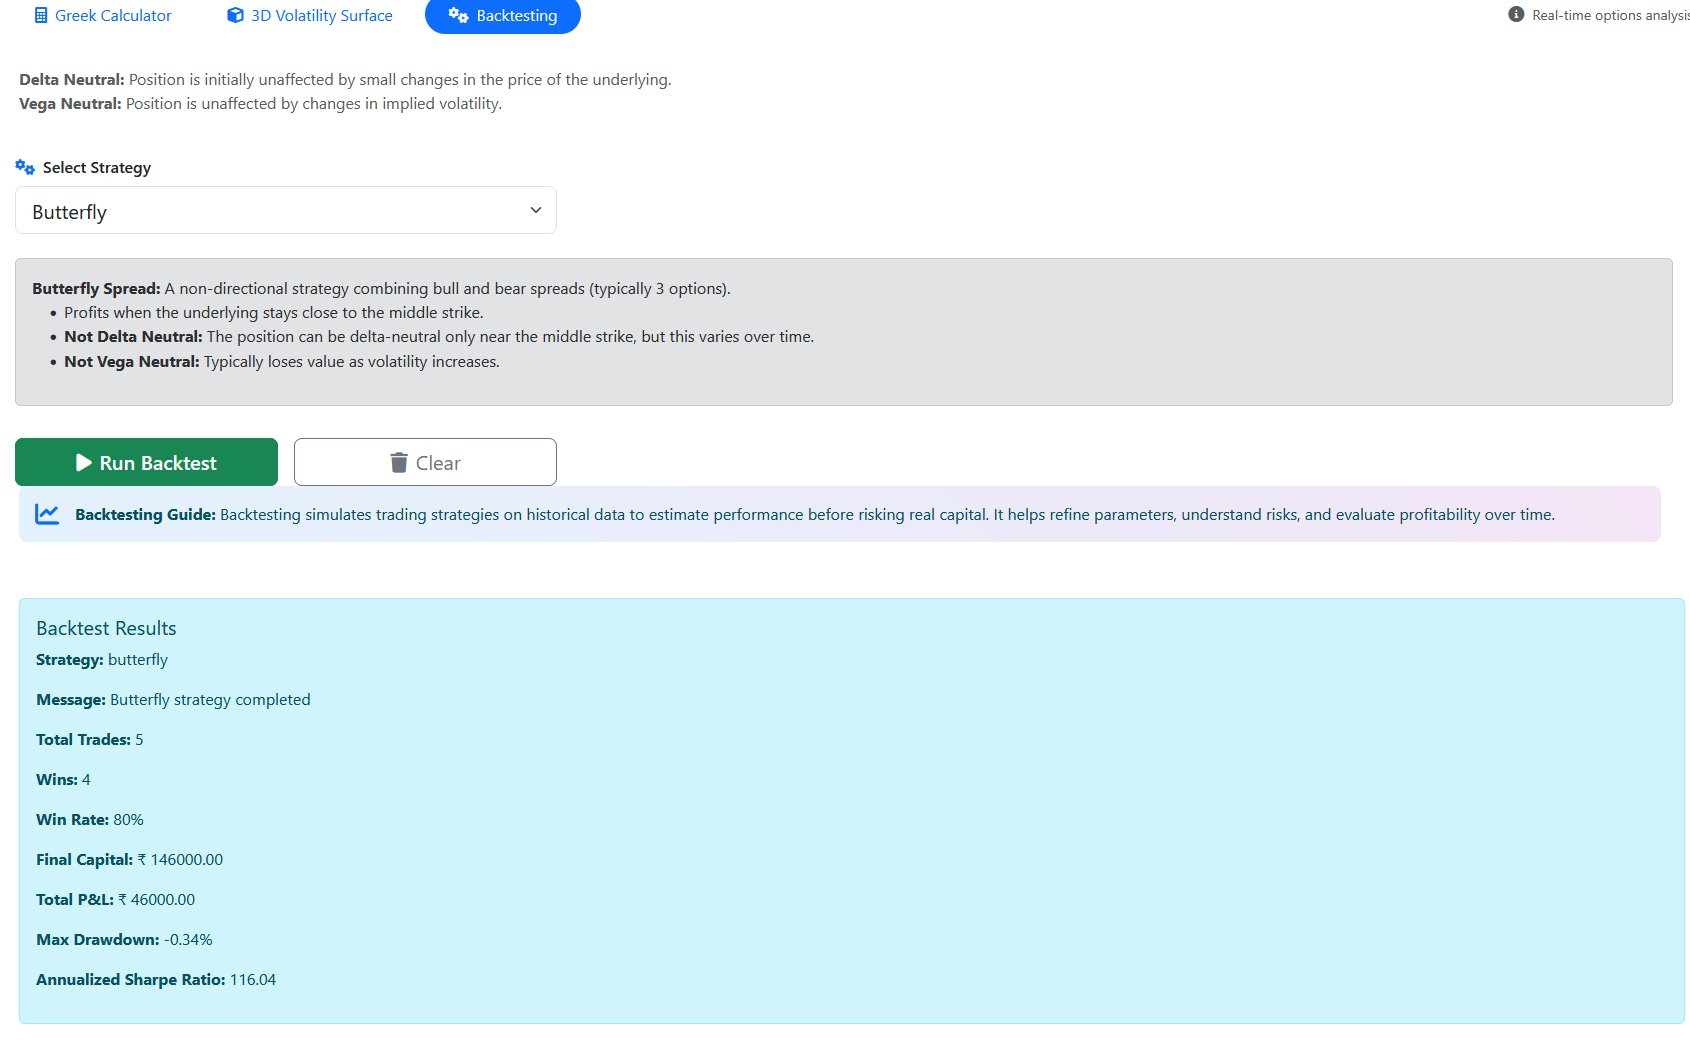 Greek Calculator 3D Volatility Surface Backtesting Real-time options analysis
Delta Neutral: Position is initially unaffected by small changes in the price of the underlying.
Vega Neutral: Position is unaffected by changes in implied volatility.
Select Strategy
Butterfly
Butterfly Spread: A non-directional strategy combining bull and bear spreads (typically 3 options).
• Profits when the underlying stays close to the middle strike.
• Not Delta Neutral: The position can be delta-neutral only near the middle strike, but this varies over time.
• Not Vega Neutral: Typically loses value as volatility increases.
Run Backtest Clear
Backtesting Guide: Backtesting simulates trading strategies on historical data to estimate performance before risking real capital. It helps refine parameters, understand risks, and evaluate profitability over time.
Backtest Results
Strategy: butterfly
Message: Butterfly strategy completed
Total Trades: 5
Wins: 4
Win Rate: 80%
Final Capital: ₹ 146000.00
Total P&L: ₹ 46000.00
Max Drawdown: -0.34%
Annualized Sharpe Ratio: 116.04